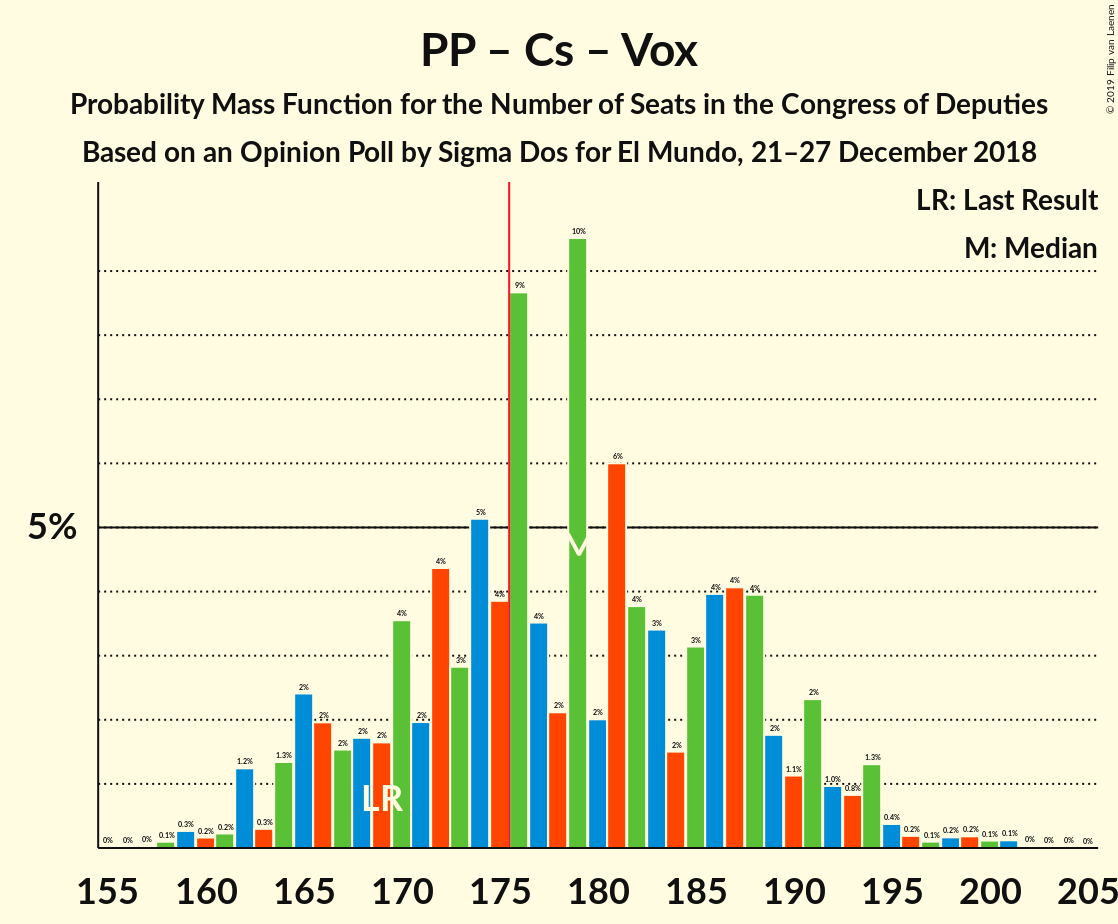 PP – Cs – Vox
Probability Mass Function for the Number of Seats in the Congress of Deputies
Based on an Opinion Poll by Sigma Dos for El Mundo, 21–27 December 2018
© 2019 Filip van Laenen
LR: Last Result
M: Median
5%
0% 0% 0% 0.1% 0.3% 0.2% 0.2% 1.2% 0.3% 1.3% 2% 2% 2% 2% 2% 4% 2% 4% 3% 5% 4% 9% 4% 2% 10% 2% 6% 4% 3% 2% 3% 4% 4% 4% 2% 1.1% 2% 1.0% 0.8% 1.3% 0.4% 0.2% 0.1% 0.2% 0.2% 0.1% 0.1% 0% 0% 0% 0%
M
LR
155 160 165 170 175 180 185 190 195 200 205